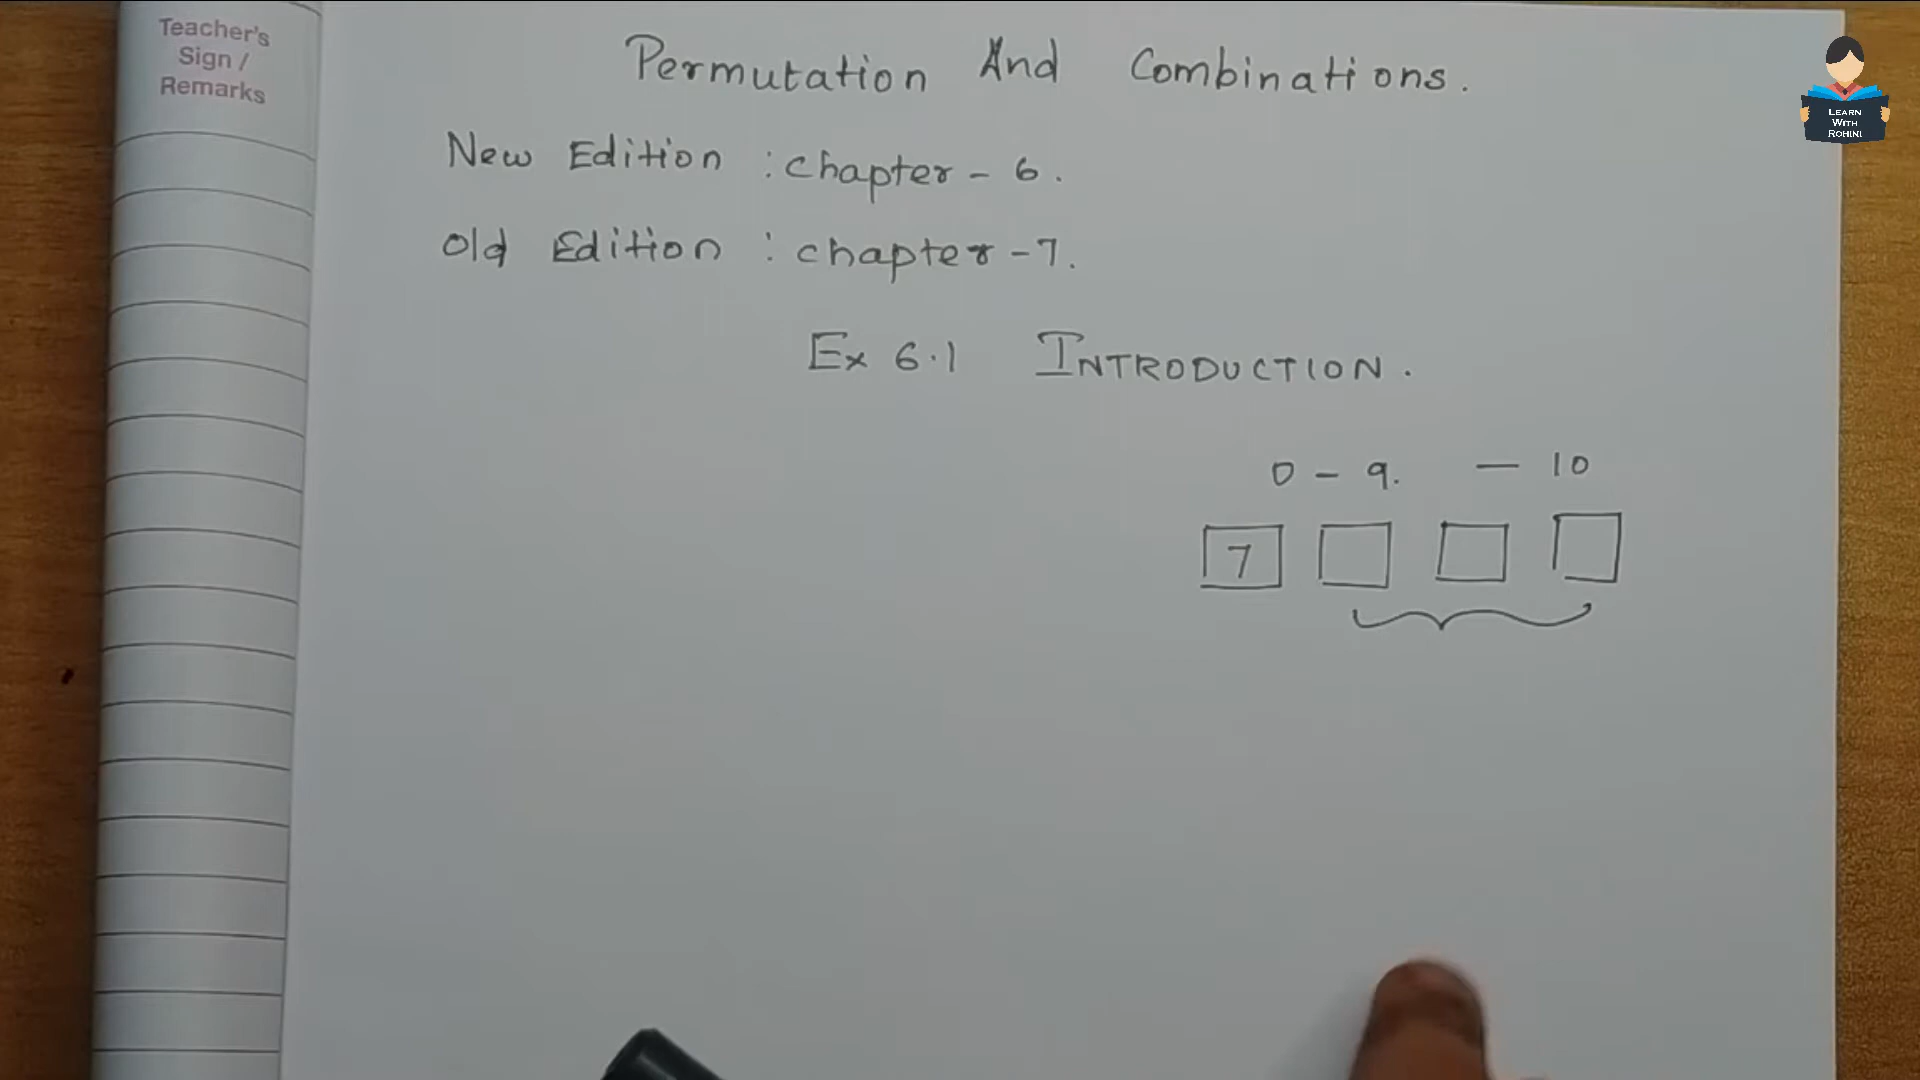 Teacher's
Sign /
Remarks
Permutation And Combinations.
New Edition : chapter - 6.
Old Edition : chapter - 7.
Ex 6.1 INTRODUCTION.
0 - 9. — 10
7
LEARN
WITH
ROHINI